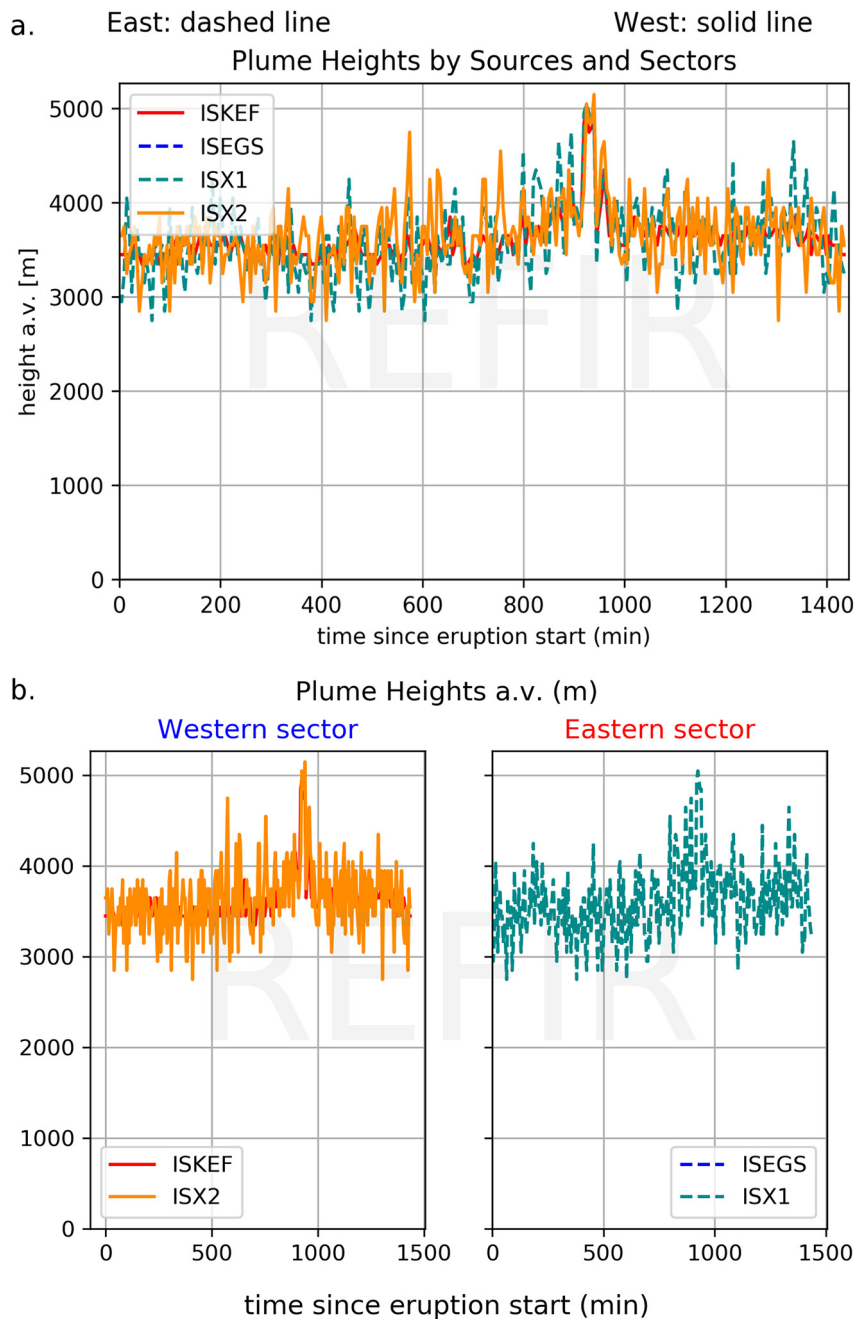 a. East: dashed line West: solid line
Plume Heights by Sources and Sectors
ISKEF
ISEGS
ISX1
ISX2
REFIR
height a.v. [m]
5000
4000
3000
2000
1000
0
0 200 400 600 800 1000 1200 1400
time since eruption start (min)
b. Plume Heights a.v. (m)
Western sector Eastern sector
5000
4000
3000
2000
1000
0
REFIR
ISKEF
ISX2
ISEGS
ISX1
0 500 1000 1500 0 500 1000 1500
time since eruption start (min)